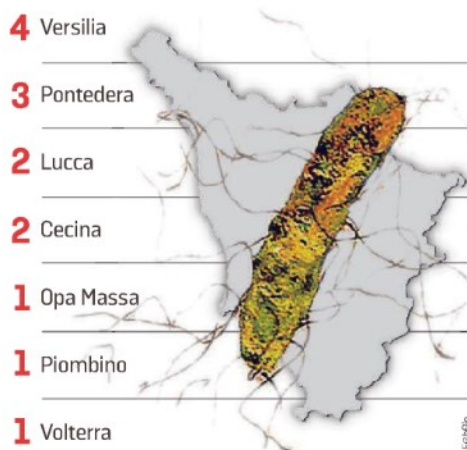 4 Versilia
3 Pontedera
2 Lucca
2 Cecina
1 Opa Massa
1 Piombino
1 Volterra